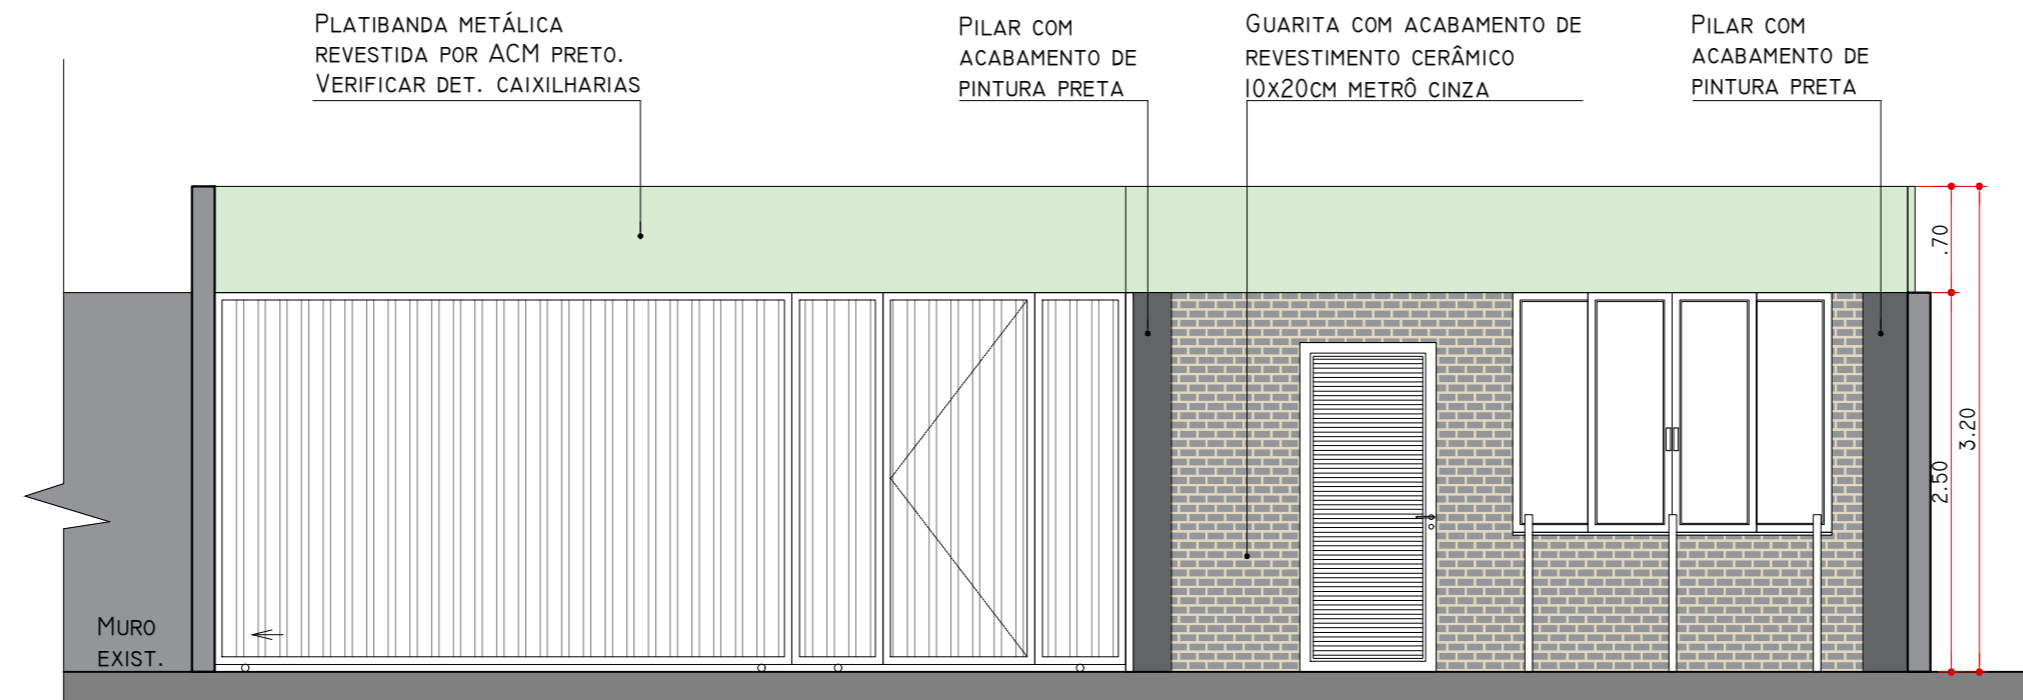 PLATIBANDA METÁLICA
REVESTIDA POR ACM PRETO.
VERIFICAR DET. CAIXILHARIAS
PILAR COM
ACABAMENTO DE
PINTURA PRETA
GUARITA COM ACABAMENTO DE
REVESTIMENTO CERÂMICO
10X20CM METRÔ CINZA
PILAR COM
ACABAMENTO DE
PINTURA PRETA
.70
3.20
2.50
MURO
EXIST.